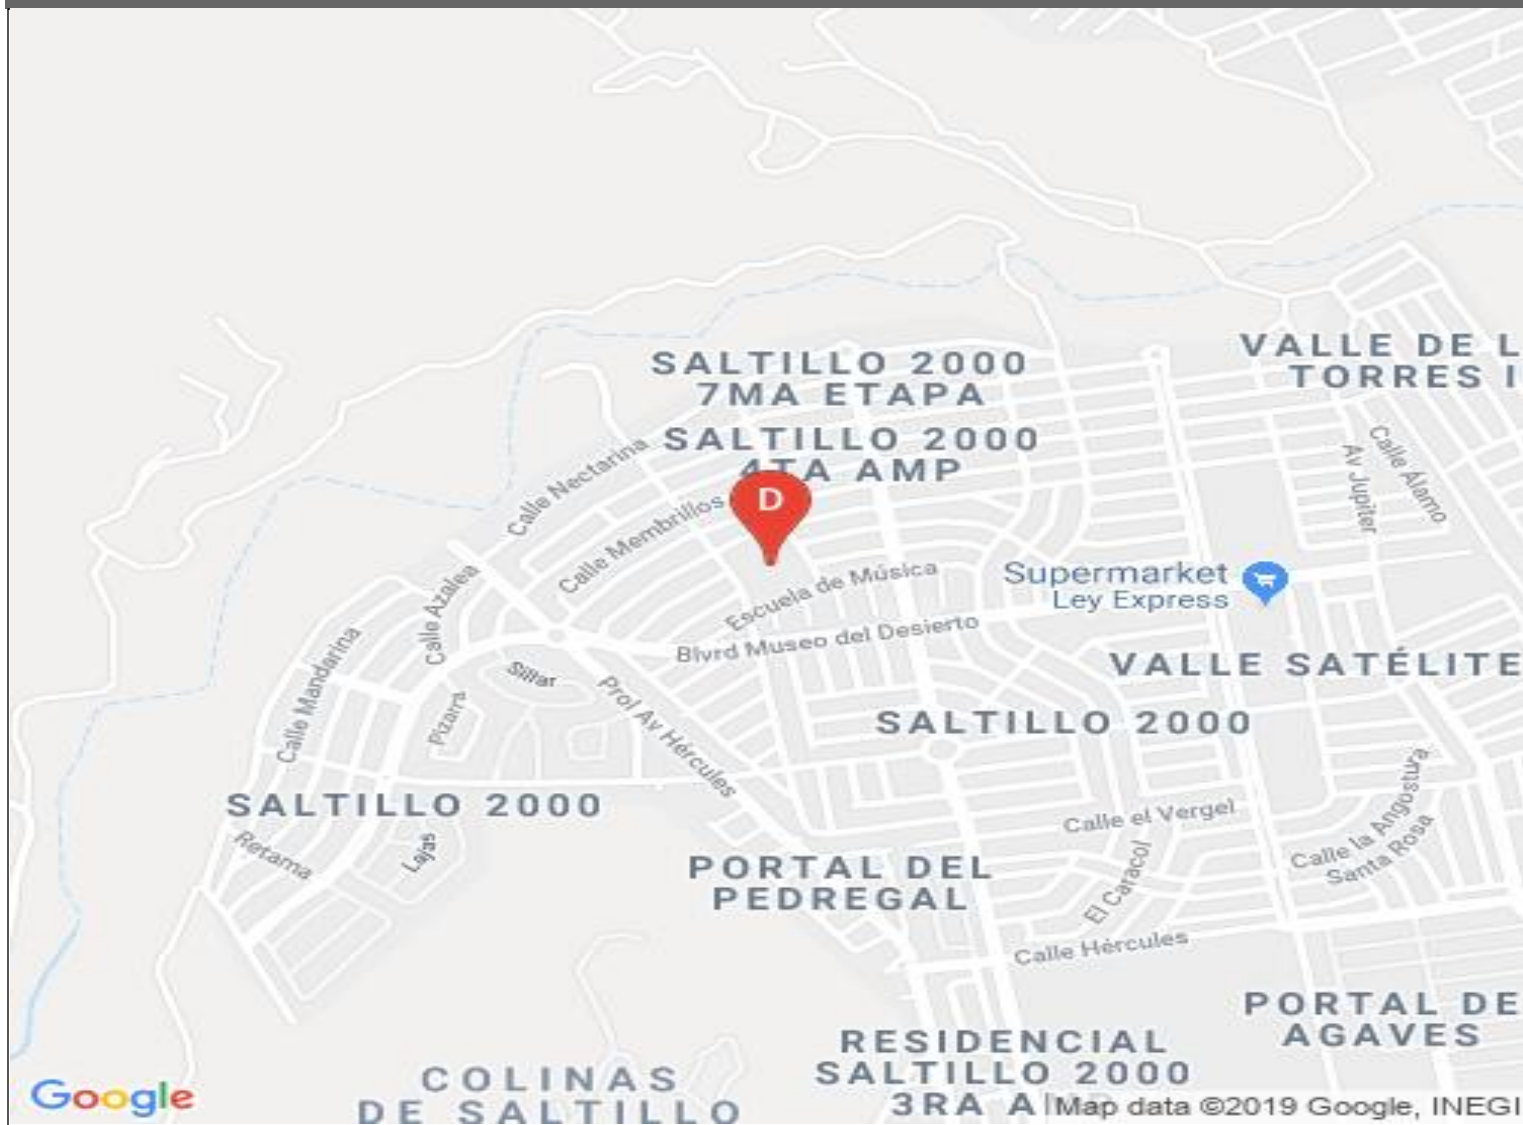 SALTILLO 2000
7MA ETAPA
VALLE DE L
TORRES I
SALTILLO 2000
4TA AMP
Calle Nectarina
Calle Membrillos
D
Calle Álamo
Av Jupiter
Calle Azalea
Escuela de Música
Supermarket
Ley Express
Blvrd Museo del Desierto
Calle Mandarina
Sillar
Pizarra
Prol Av Hércules
VALLE SATÉLITE
SALTILLO 2000
SALTILLO 2000
Retama
Lajas
Calle el Vergel
Calle la Angostura
Santa Rosa
El Caracol
PORTAL DEL
PEDREGAL
Calle Hércules
PORTAL DE
AGAVES
RESIDENCIAL
SALTILLO 2000
3RA A
COLINAS
DE SALTILLO
Google
Map data ©2019 Google, INEGI